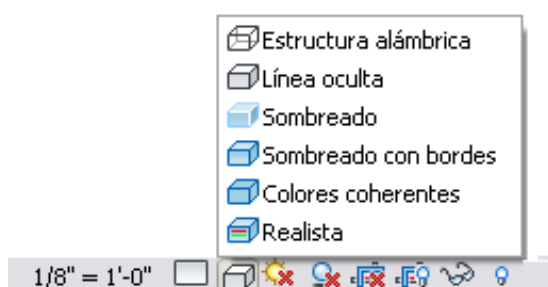 Estructura alámbrica
Línea oculta
Sombreado
Sombreado con bordes
Colores coherentes
Realista
1/8" = 1'-0"